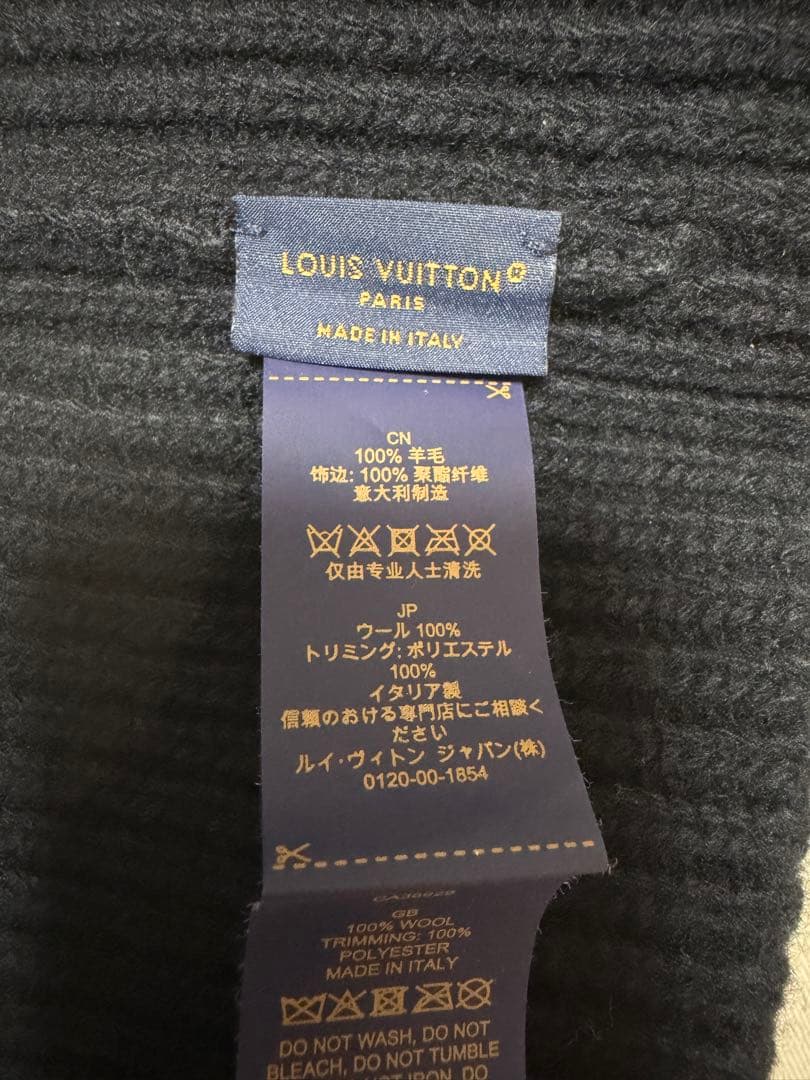 LOUIS VUITTON®
PARIS
MADE IN ITALY
CN
100% 羊毛
饰边: 100% 聚酯纤维
意大利制造
仅由专业人士清洗
JP
ウール 100%
トリミング: ポリエステル
100%
イタリア製
信頼のおける専門店にご相談く
ださい
ルイ・ヴィトン ジャパン(株)
0120-00-1854
GB
100% WOOL
TRIMMING: 100%
POLYESTER
MADE IN ITALY
DO NOT WASH, DO NOT
BLEACH, DO NOT TUMBLE
NOT IRON, DO